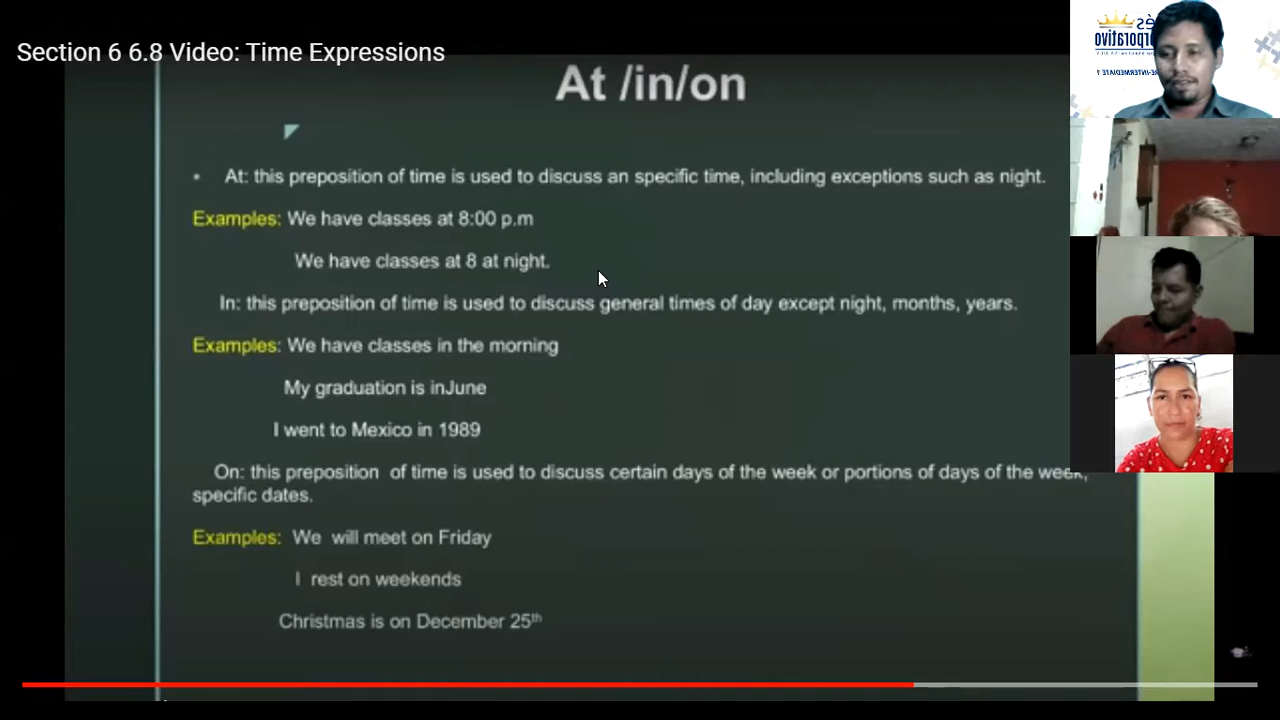 Section 6 6.8 Video: Time Expressions
At /in/on
• At: this preposition of time is used to discuss an specific time, including exceptions such as night.
Examples: We have classes at 8:00 p.m
We have classes at 8 at night.
In: this preposition of time is used to discuss general times of day except night, months, years.
Examples: We have classes in the morning
My graduation is inJune
I went to Mexico in 1989
On: this preposition of time is used to discuss certain days of the week or portions of days of the week,
specific dates.
Examples: We will meet on Friday
I rest on weekends
Christmas is on December 25th